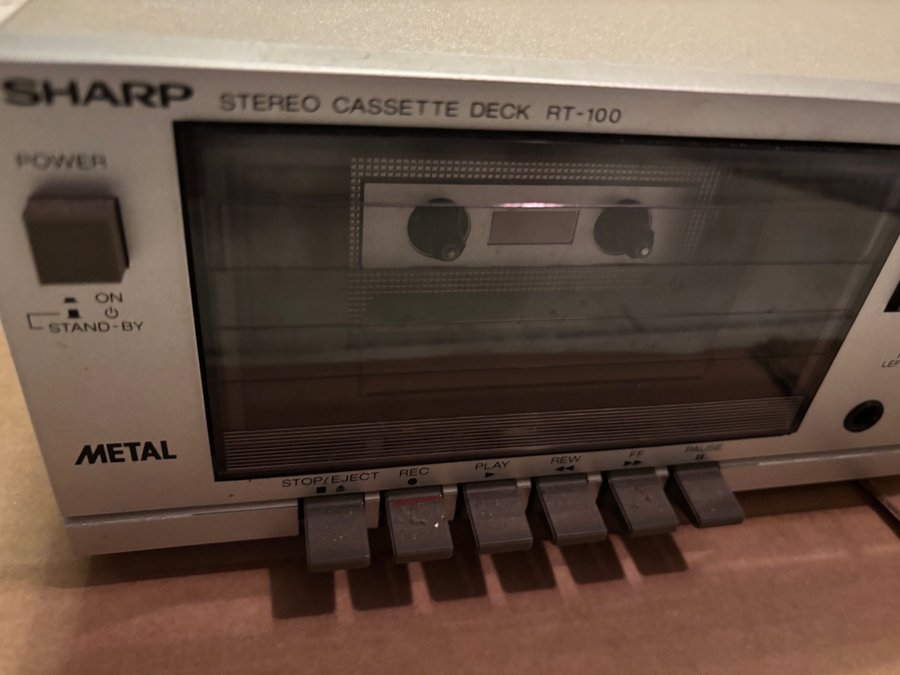 SHARP STEREO CASSETTE DECK RT-100
POWER
ON
STAND-BY
METAL
STOP/EJECT REC PLAY REW FF PAUSE